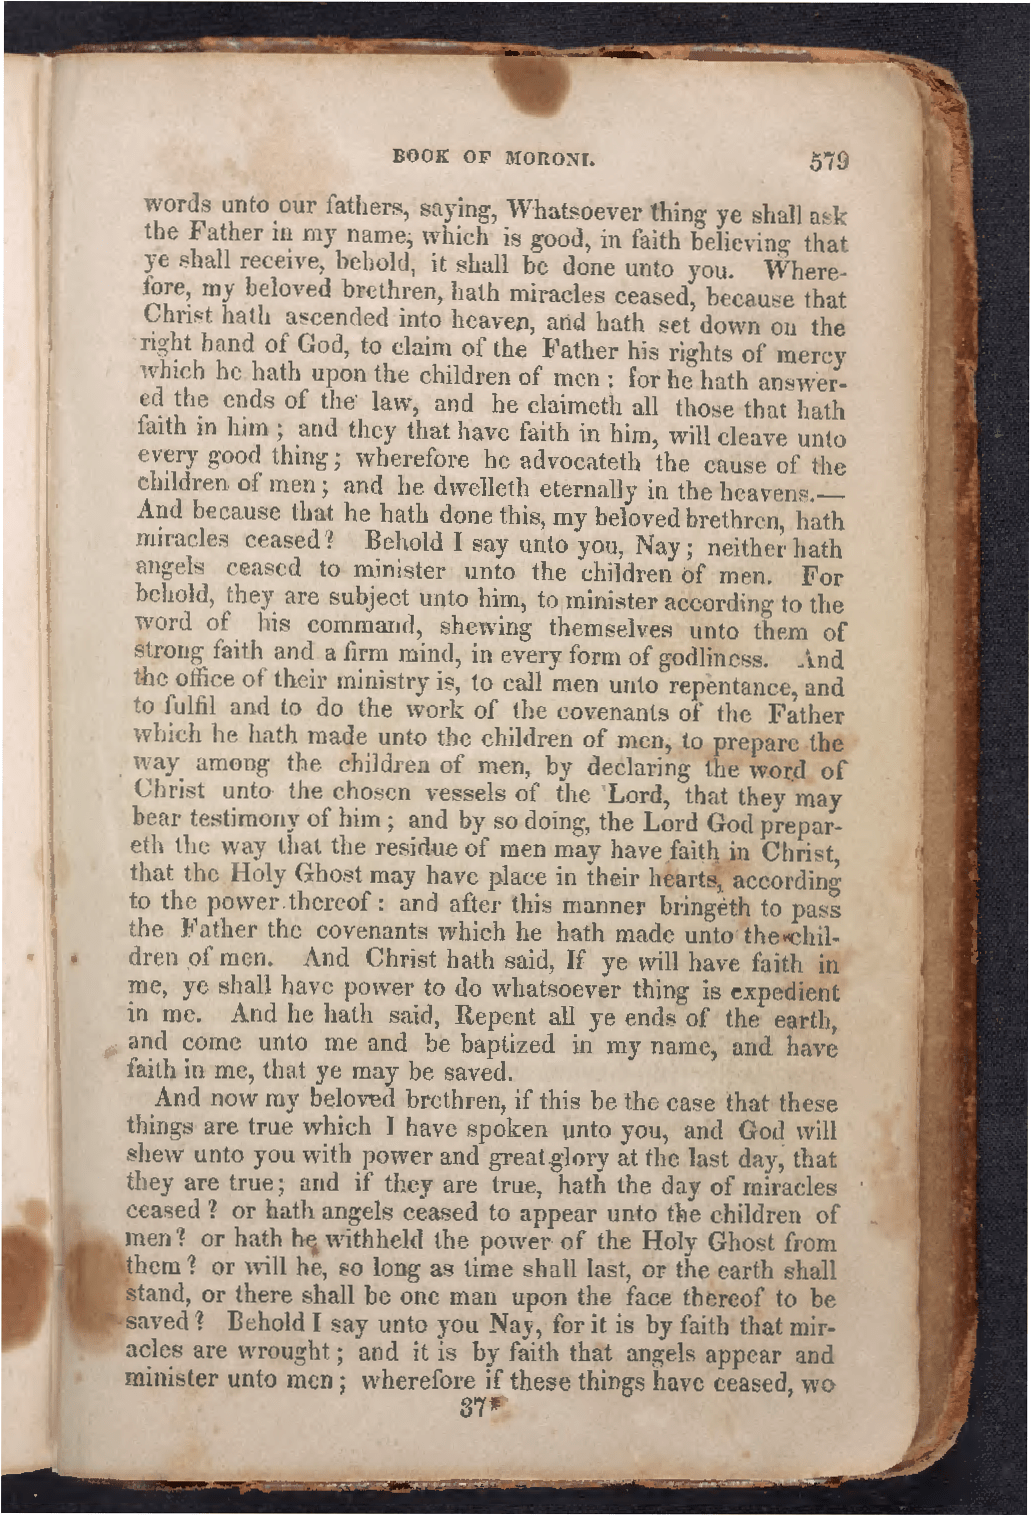 BOOK OF MORONI. 579
words unto our fathers, saying, Whatsoever thing ye shall ask
the Father in my name, which is good, in faith believing that
ye shall receive, behold, it shall be done unto you. Where-
fore, my beloved brethren, hath miracles ceased, because that
Christ hath ascended into heaven, and hath set down on the
right hand of God, to claim of the Father his rights of mercy
which he hath upon the children of men : for he hath answer-
ed the ends of the law, and he claimeth all those that hath
faith in him ; and they that have faith in him, will cleave unto
every good thing ; wherefore he advocateth the cause of the
children of men ; and he dwelleth eternally in the heavens.—
And because that he hath done this, my beloved brethren, hath
miracles ceased ? Behold I say unto you, Nay ; neither hath
angels ceased to minister unto the children of men. For
behold, they are subject unto him, to minister according to the
word of his command, shewing themselves unto them of
strong faith and a firm mind, in every form of godliness. And
the office of their ministry is, to call men unto repentance, and
to fulfil and to do the work of the covenants of the Father
which he hath made unto the children of men, to prepare the
way among the children of men, by declaring the word of
Christ unto the chosen vessels of the Lord, that they may
bear testimony of him ; and by so doing, the Lord God prepar-
eth the way that the residue of men may have faith in Christ,
that the Holy Ghost may have place in their hearts, according
to the power thereof : and after this manner bringeth to pass
the Father the covenants which he hath made unto the chil-
dren of men. And Christ hath said, If ye will have faith in
me, ye shall have power to do whatsoever thing is expedient
in me. And he hath said, Repent all ye ends of the earth,
and come unto me and be baptized in my name, and have
faith in me, that ye may be saved.
And now my beloved brethren, if this be the case that these
things are true which I have spoken unto you, and God will
shew unto you with power and great glory at the last day, that
they are true ; and if they are true, hath the day of miracles
ceased ? or hath angels ceased to appear unto the children of
men ? or hath he withheld the power of the Holy Ghost from
them ? or will he, so long as time shall last, or the earth shall
stand, or there shall be one man upon the face thereof to be
saved ? Behold I say unto you Nay, for it is by faith that mir-
acles are wrought ; and it is by faith that angels appear and
minister unto men ; wherefore if these things have ceased, wo
37*